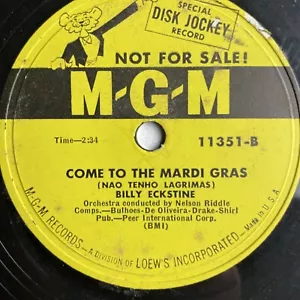 SPECIAL
DISK JOCKEY
RECORD
NOT FOR SALE!
M-G-M
Time—2:34
11351-B
COME TO THE MARDI GRAS
(NAO TENHO LAGRIMAS)
BILLY ECKSTINE
Orchestra conducted by Nelson Riddle
Comps.—Bulhoes-De Oliveira-Drake-Shirl
Pub.—Peer International Corp.
(BMI)
M-G-M RECORDS—A DIVISION OF LOEW'S INCORPORATED—Made in U.S.A.